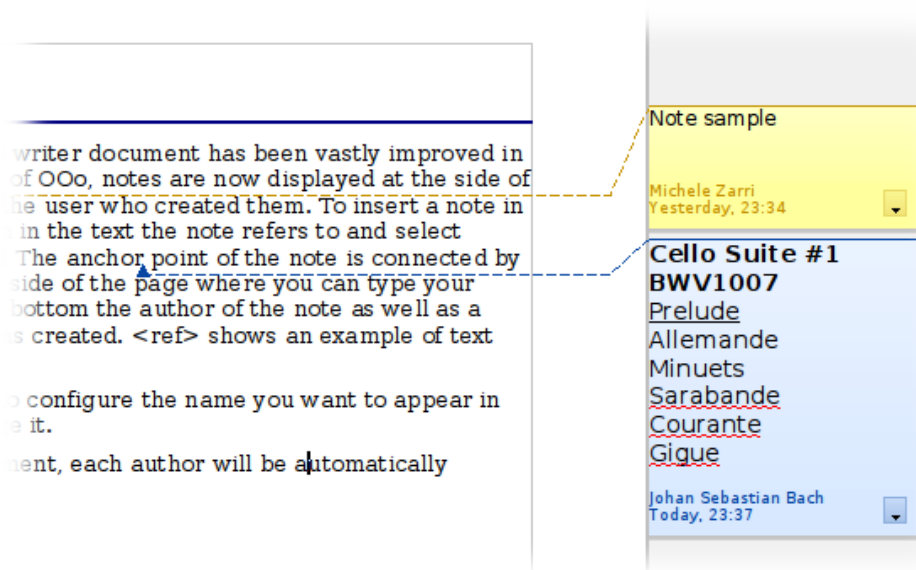 writer document has been vastly improved in
of OOo, notes are now displayed at the side of
he user who created them. To insert a note in
in the text the note refers to and select
The anchor point of the note is connected by
side of the page where you can type your
bottom the author of the note as well as a
s created. <ref> shows an example of text
o configure the name you want to appear in
e it.
ment, each author will be automatically
Note sample
Michele Zarri
Yesterday, 23:34
Cello Suite #1
BWV1007
Prelude
Allemande
Minuets
Sarabande
Courante
Gigue
Johan Sebastian Bach
Today, 23:37